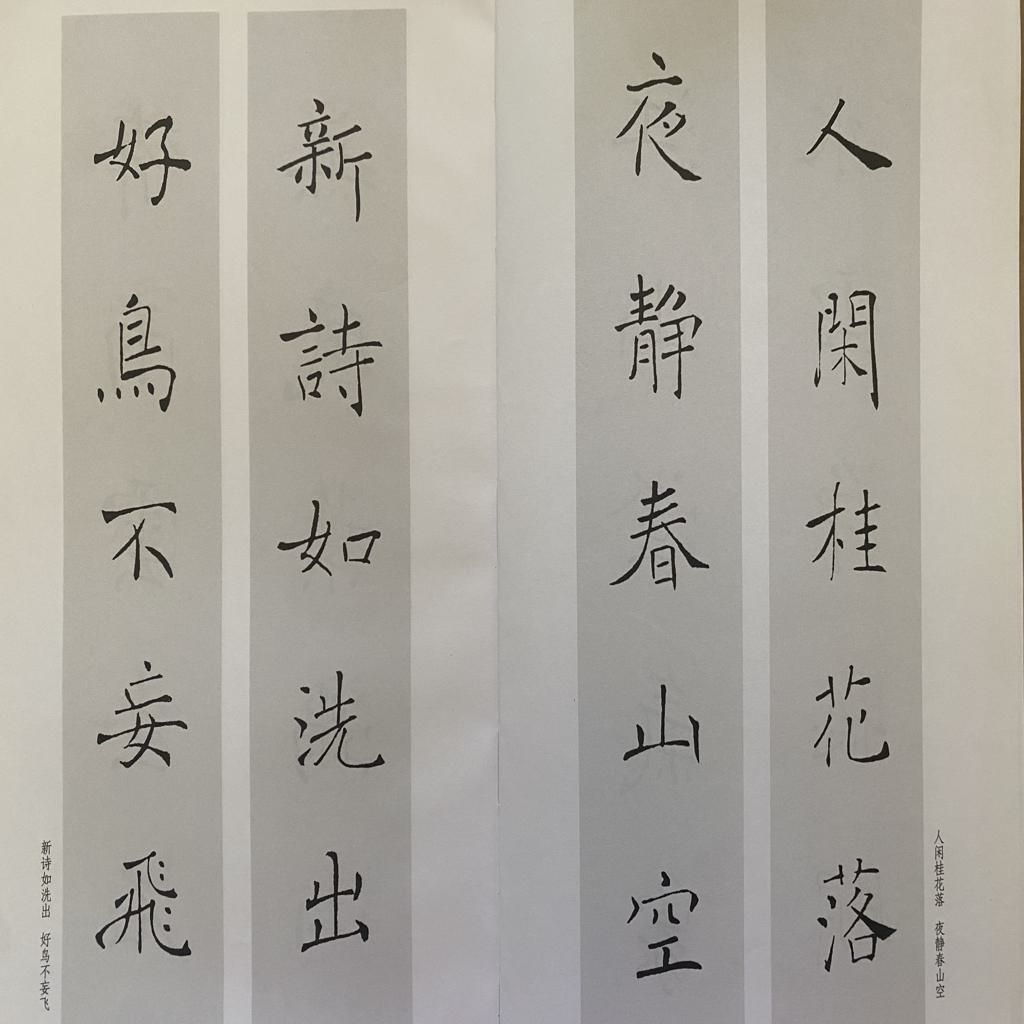 人閑桂花落
夜靜春山空
人闲桂花落 夜静春山空
新詩如洗出
好鳥不妄飛
新诗如洗出 好鸟不妄飞